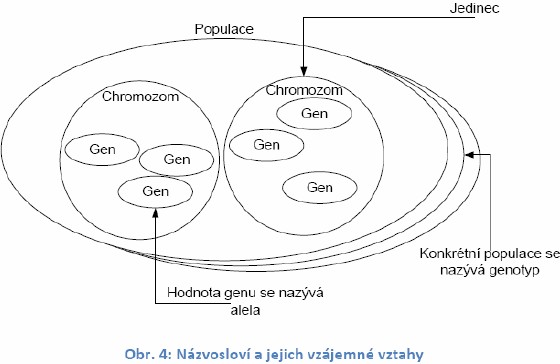 Jedinec
Populace
Chromozom
Chromozom
Gen
Gen
Gen
Gen
Gen
Gen
Konkrétní populace se
nazývá genotyp
Hodnota genu se nazývá
alela
Obr. 4: Názvosloví a jejich vzájemné vztahy